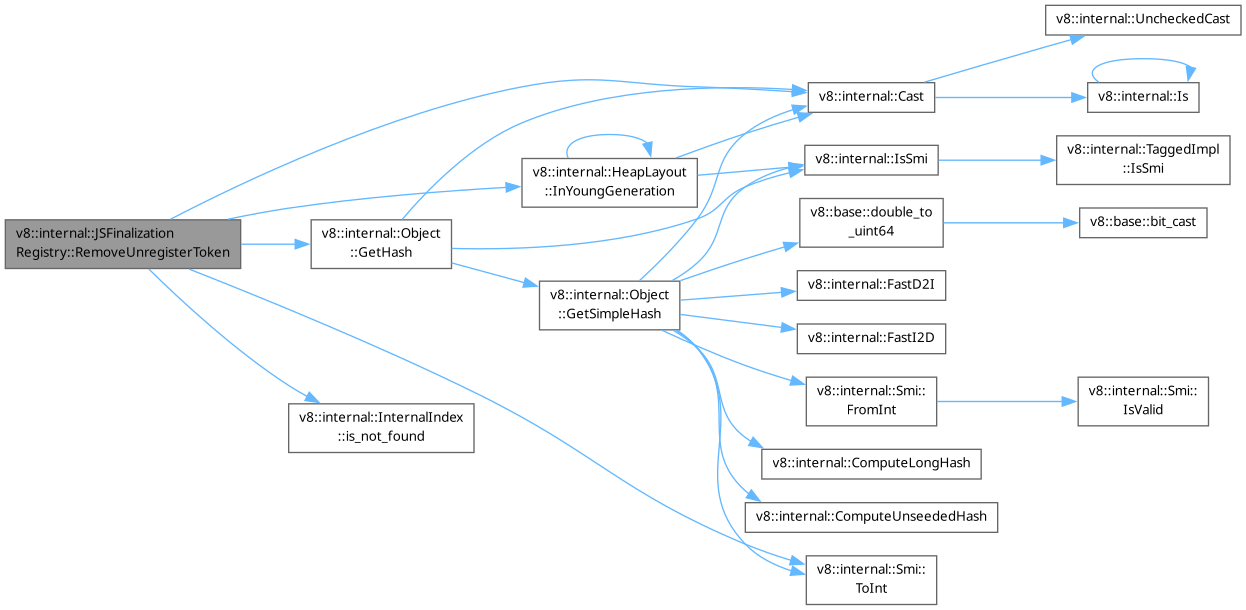 v8::internal::JSFinalization
Registry::RemoveUnregisterToken
v8::internal::Object
::GetHash
v8::internal::InternalIndex
::is_not_found
v8::internal::HeapLayout
::InYoungGeneration
v8::internal::Object
::GetSimpleHash
v8::internal::Cast
v8::internal::IsSmi
v8::base::double_to
_uint64
v8::internal::FastD2I
v8::internal::FastI2D
v8::internal::Smi::
FromInt
v8::internal::ComputeLongHash
v8::internal::ComputeUnseededHash
v8::internal::Smi::
ToInt
v8::internal::UncheckedCast
v8::internal::Is
v8::internal::TaggedImpl
::IsSmi
v8::base::bit_cast
v8::internal::Smi::
IsValid